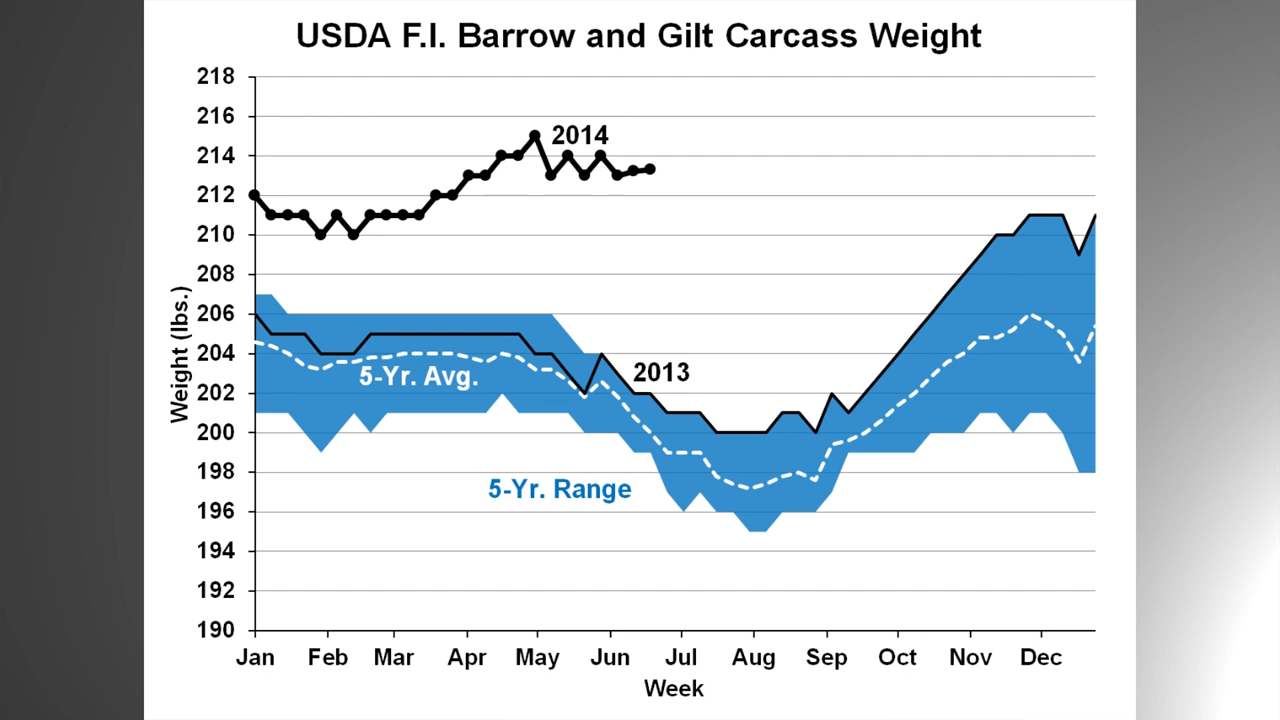 USDA F.I. Barrow and Gilt Carcass Weight
218
216
214
212
210
208
206
204
202
200
198
196
194
192
190
Weight (lbs.)
2014
2013
5-Yr. Avg.
5-Yr. Range
Jan Feb Mar Apr May Jun Jul Aug Sep Oct Nov Dec
Week